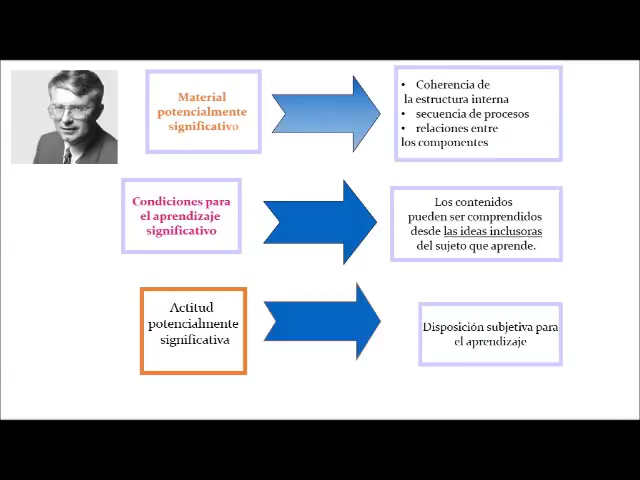 Material
potencialmente
significativo
• Coherencia de
la estructura interna
• secuencia de procesos
• relaciones entre
los componentes
Condiciones para
el aprendizaje
significativo
Los contenidos
pueden ser comprendidos
desde las ideas inclusoras
del sujeto que aprende.
Actitud
potencialmente
significativa
Disposición subjetiva para
el aprendizaje